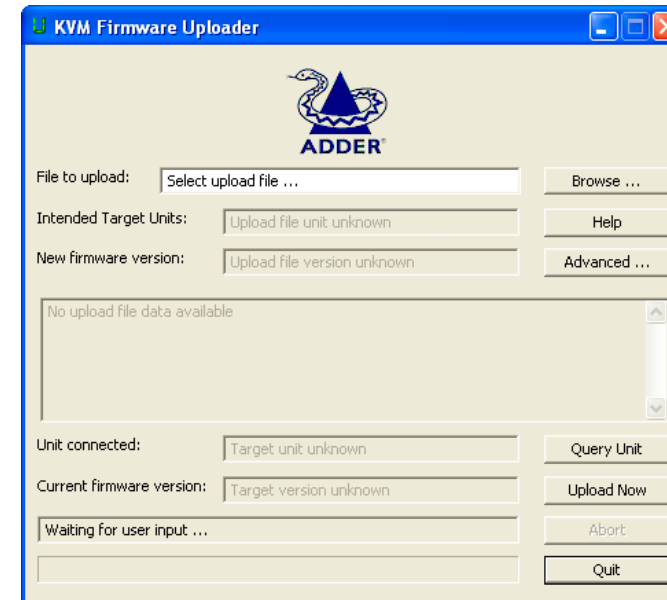 KVM Firmware Uploader
ADDER®
File to upload: Select upload file ... Browse ...
Intended Target Units: Upload file unit unknown Help
New firmware version: Upload file version unknown Advanced ...
No upload file data available
Unit connected: Target unit unknown Query Unit
Current firmware version: Target version unknown Upload Now
Waiting for user input ... Abort
Quit